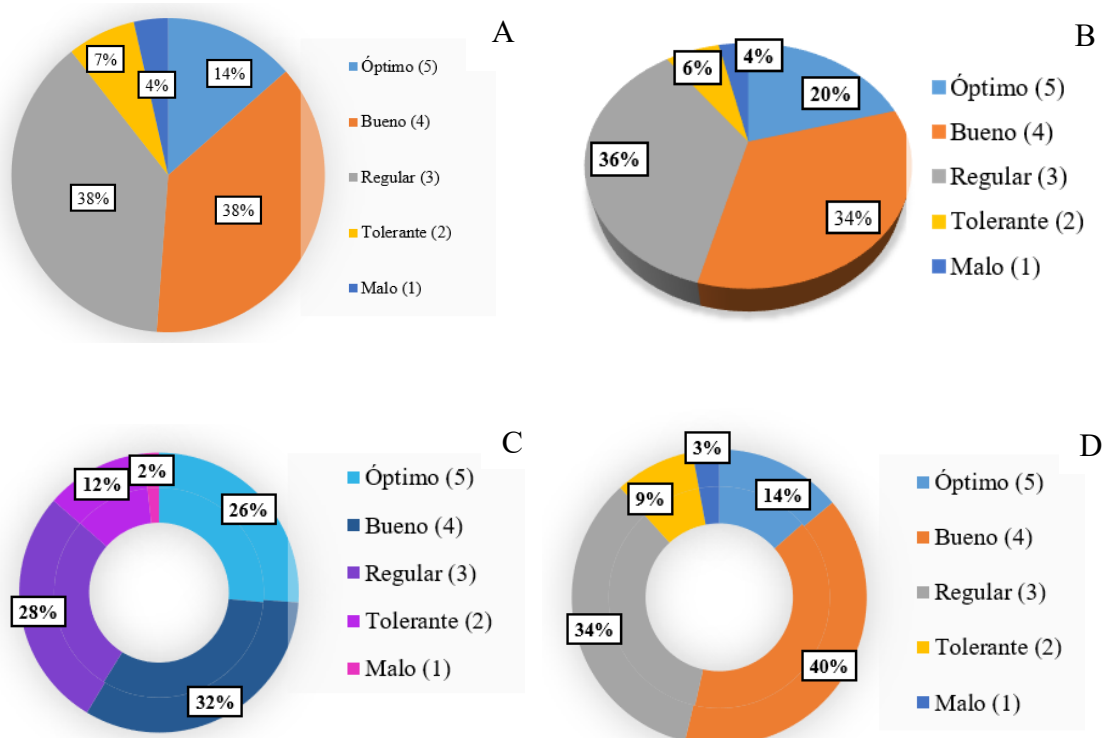 A
14%
38%
38%
7%
4%
Óptimo (5)
Bueno (4)
Regular (3)
Tolerante (2)
Malo (1)
B
20%
34%
36%
6%
4%
Óptimo (5)
Bueno (4)
Regular (3)
Tolerante (2)
Malo (1)
C
26%
32%
28%
12%
2%
Óptimo (5)
Bueno (4)
Regular (3)
Tolerante (2)
Malo (1)
D
14%
40%
34%
9%
3%
Óptimo (5)
Bueno (4)
Regular (3)
Tolerante (2)
Malo (1)